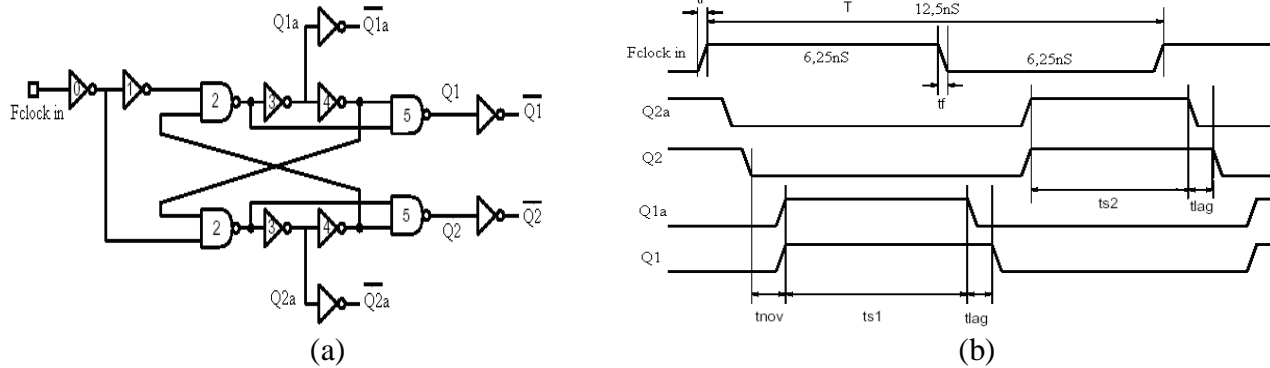 Q1a
Q1a
Fclock in
0
1
2
3
4
5
Q1
Q1
2
3
4
5
Q2
Q2
Q2a
Q2a
(a)
T
12,5nS
Fclock in
6,25nS
6,25nS
tf
Q2a
Q2
ts2
tlag
Q1a
Q1
tnov
ts1
tlag
(b)